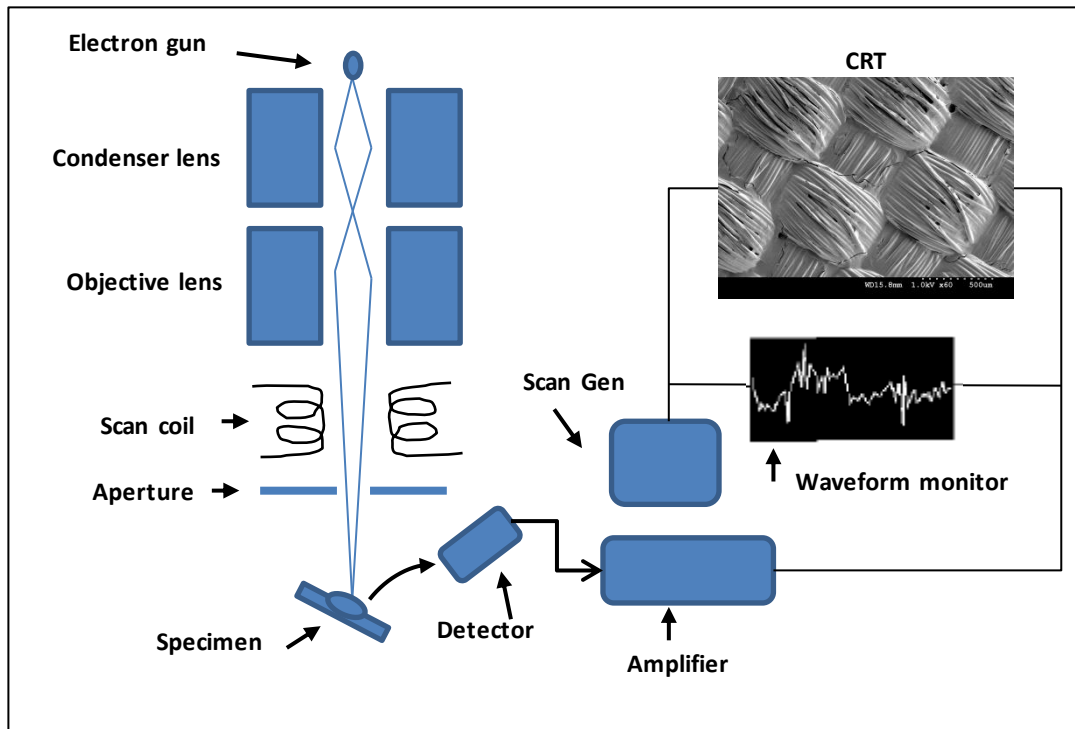 Electron gun
CRT
Condenser lens
Objective lens
WD15.8mm 1.0kV x60 500um
Scan Gen
Scan coil
Aperture
Waveform monitor
Detector
Specimen
Amplifier